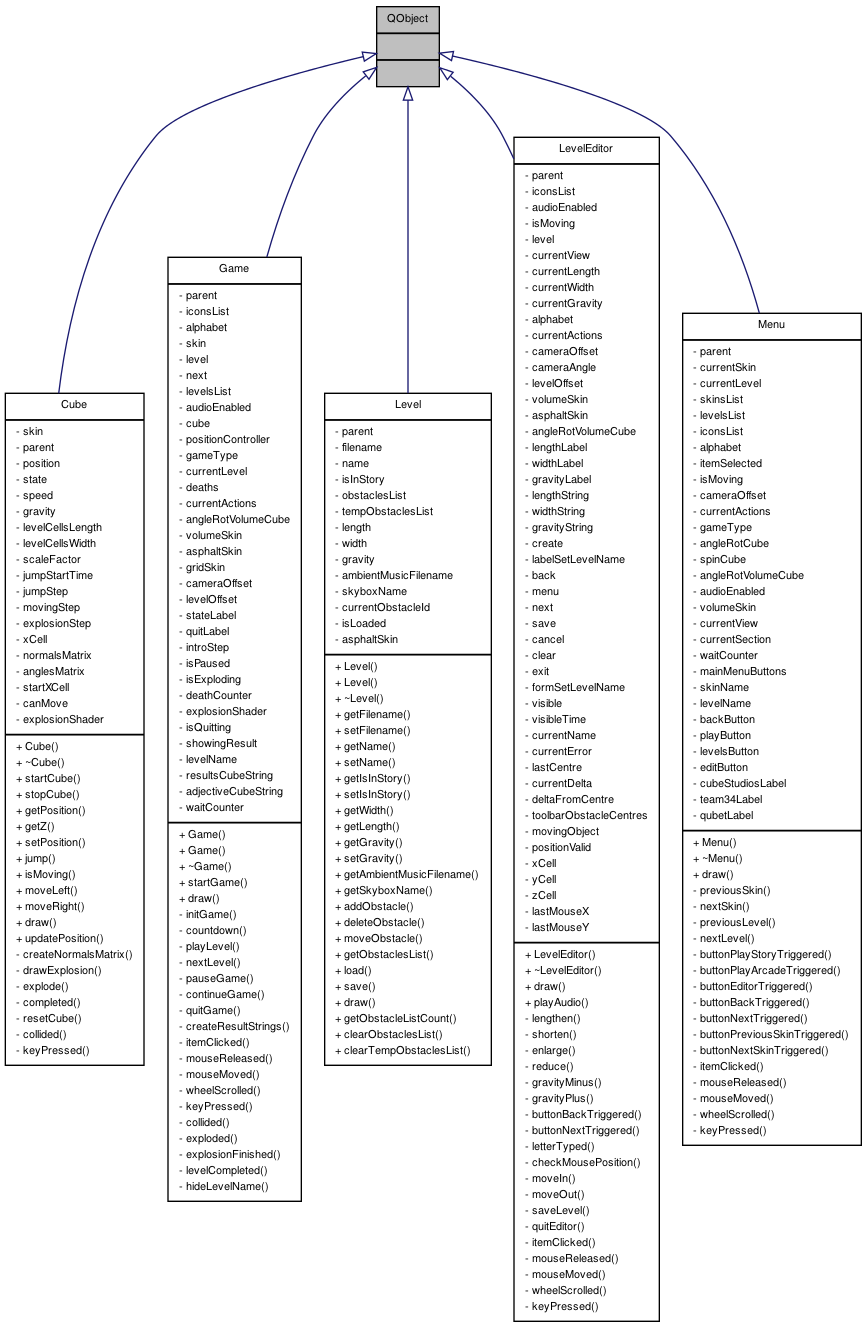 QObject
Cube
- skin
- parent
- position
- state
- speed
- gravity
- levelCellsLength
- levelCellsWidth
- scaleFactor
- jumpStartTime
- jumpStep
- movingStep
- explosionStep
- xCell
- normalsMatrix
- anglesMatrix
- startXCell
- canMove
- explosionShader
+ Cube()
+ ~Cube()
+ startCube()
+ stopCube()
+ getPosition()
+ getZ()
+ setPosition()
+ jump()
+ isMoving()
+ moveLeft()
+ moveRight()
+ draw()
+ updatePosition()
- createNormalsMatrix()
- drawExplosion()
- explode()
- completed()
- resetCube()
- collided()
- keyPressed()
Game
- parent
- iconsList
- alphabet
- skin
- level
- next
- levelsList
- audioEnabled
- cube
- positionController
- gameType
- currentLevel
- deaths
- currentActions
- angleRotVolumeCube
- volumeSkin
- asphaltSkin
- gridSkin
- cameraOffset
- levelOffset
- stateLabel
- quitLabel
- introStep
- isPaused
- isExploding
- deathCounter
- explosionShader
- isQuitting
- showingResult
- levelName
- resultsCubeString
- adjectiveCubeString
- waitCounter
+ Game()
+ Game()
+ ~Game()
+ startGame()
+ draw()
- initGame()
- countdown()
- playLevel()
- nextLevel()
- pauseGame()
- continueGame()
- quitGame()
- createResultStrings()
- itemClicked()
- mouseReleased()
- mouseMoved()
- wheelScrolled()
- keyPressed()
- collided()
- exploded()
- explosionFinished()
- levelCompleted()
- hideLevelName()
Level
- parent
- filename
- name
- isInStory
- obstaclesList
- tempObstaclesList
- length
- width
- gravity
- ambientMusicFilename
- skyboxName
- currentObstacleId
- isLoaded
- asphaltSkin
+ Level()
+ Level()
+ ~Level()
+ getFilename()
+ setFilename()
+ getName()
+ setName()
+ getIsInStory()
+ setIsInStory()
+ getWidth()
+ getLength()
+ getGravity()
+ setGravity()
+ getAmbientMusicFilename()
+ getSkyboxName()
+ addObstacle()
+ deleteObstacle()
+ moveObstacle()
+ getObstaclesList()
+ load()
+ save()
+ draw()
+ getObstacleListCount()
+ clearObstaclesList()
+ clearTempObstaclesList()
LevelEditor
- parent
- iconsList
- audioEnabled
- isMoving
- level
- currentView
- currentLength
- currentWidth
- currentGravity
- alphabet
- currentActions
- cameraOffset
- cameraAngle
- levelOffset
- volumeSkin
- asphaltSkin
- angleRotVolumeCube
- lengthLabel
- widthLabel
- gravityLabel
- lengthString
- widthString
- gravityString
- create
- labelSetLevelName
- back
- menu
- next
- save
- cancel
- clear
- exit
- formSetLevelName
- visible
- visibleTime
- currentName
- currentError
- lastCentre
- currentDelta
- deltaFromCentre
- toolbarObstacleCentres
- movingObject
- positionValid
- xCell
- yCell
- zCell
- lastMouseX
- lastMouseY
+ LevelEditor()
+ ~LevelEditor()
+ draw()
+ playAudio()
- lengthen()
- shorten()
- enlarge()
- reduce()
- gravityMinus()
- gravityPlus()
- buttonBackTriggered()
- buttonNextTriggered()
- letterTyped()
- checkMousePosition()
- moveIn()
- moveOut()
- saveLevel()
- quitEditor()
- itemClicked()
- mouseReleased()
- mouseMoved()
- wheelScrolled()
- keyPressed()
Menu
- parent
- currentSkin
- currentLevel
- skinsList
- levelsList
- iconsList
- alphabet
- itemSelected
- isMoving
- cameraOffset
- currentActions
- gameType
- angleRotCube
- spinCube
- angleRotVolumeCube
- audioEnabled
- volumeSkin
- currentView
- currentSection
- waitCounter
- mainMenuButtons
- skinName
- levelName
- backButton
- playButton
- levelsButton
- editButton
- cubeStudiosLabel
- team34Label
- qubetLabel
+ Menu()
+ ~Menu()
+ draw()
- previousSkin()
- nextSkin()
- previousLevel()
- nextLevel()
- buttonPlayStoryTriggered()
- buttonPlayArcadeTriggered()
- buttonEditorTriggered()
- buttonBackTriggered()
- buttonNextTriggered()
- buttonPreviousSkinTriggered()
- buttonNextSkinTriggered()
- itemClicked()
- mouseReleased()
- mouseMoved()
- wheelScrolled()
- keyPressed()